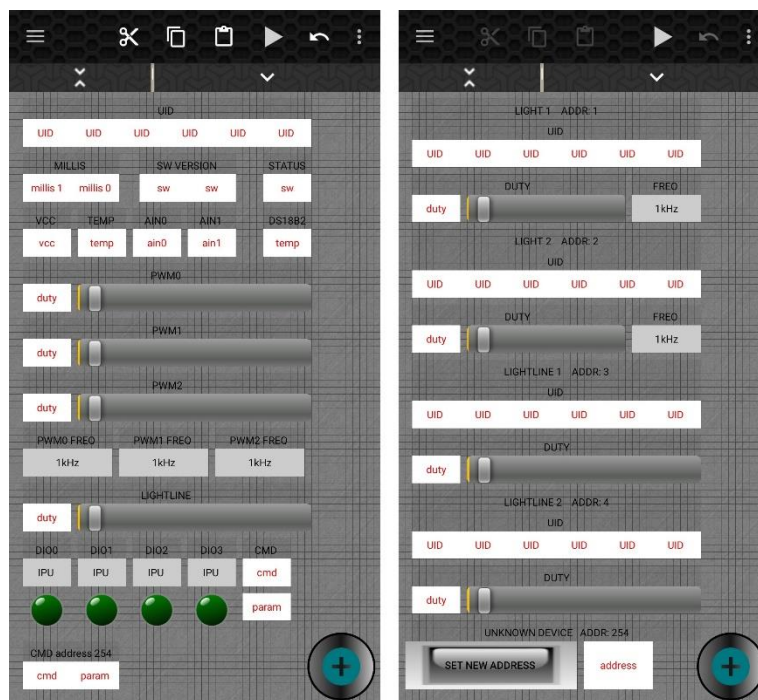 UID
UID UID UID UID UID UID
MILLIS SW VERSION STATUS
millis 1 millis 0 sw sw sw
VCC TEMP AIN0 AIN1 DS18B2
vcc temp ain0 ain1 temp
PWM0
duty
PWM1
duty
PWM2
duty
PWM0 FREQ PWM1 FREQ PWM2 FREQ
1kHz 1kHz 1kHz
LIGHTLINE
duty
DIO0 DIO1 DIO2 DIO3 CMD
IPU IPU IPU IPU cmd
param
CMD address 254
cmd param
LIGHT 1 ADDR: 1
UID
UID UID UID UID UID UID
DUTY FREQ
duty 1kHz
LIGHT 2 ADDR: 2
UID
UID UID UID UID UID UID
DUTY FREQ
duty 1kHz
LIGHTLINE 1 ADDR: 3
UID
UID UID UID UID UID UID
DUTY
duty
LIGHTLINE 2 ADDR: 4
UID
UID UID UID UID UID UID
DUTY
duty
UNKNOWN DEVICE ADDR: 254
SET NEW ADDRESS address